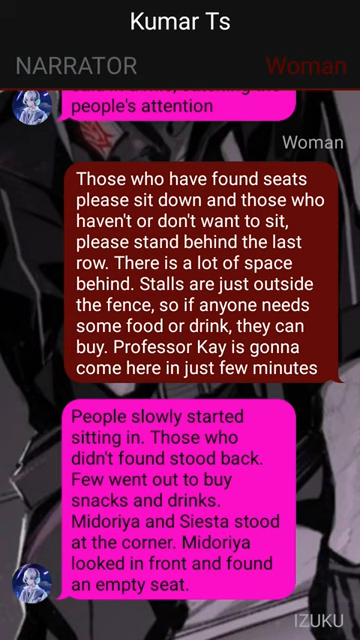 Kumar Ts
NARRATOR
Woman
people's attention
Woman
Those who have found seats
please sit down and those who
haven't or don't want to sit,
please stand behind the last
row. There is a lot of space
behind. Stalls are just outside
the fence, so if anyone needs
some food or drink, they can
buy. Professor Kay is gonna
come here in just few minutes
People slowly started
sitting in. Those who
didn't found stood back.
Few went out to buy
snacks and drinks.
Midoriya and Siesta stood
at the corner. Midoriya
looked in front and found
an empty seat.
IZUKU